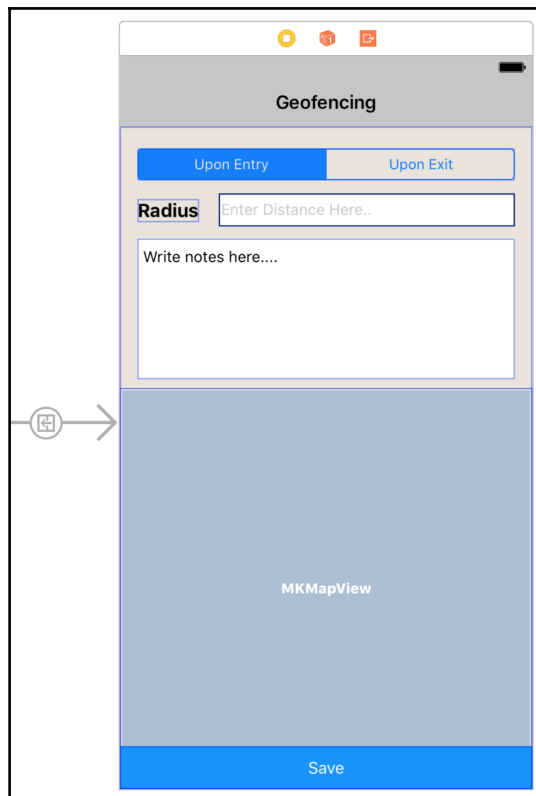 Geofencing
Upon Entry Upon Exit
Radius Enter Distance Here..
Write notes here....
MKMapView
Save